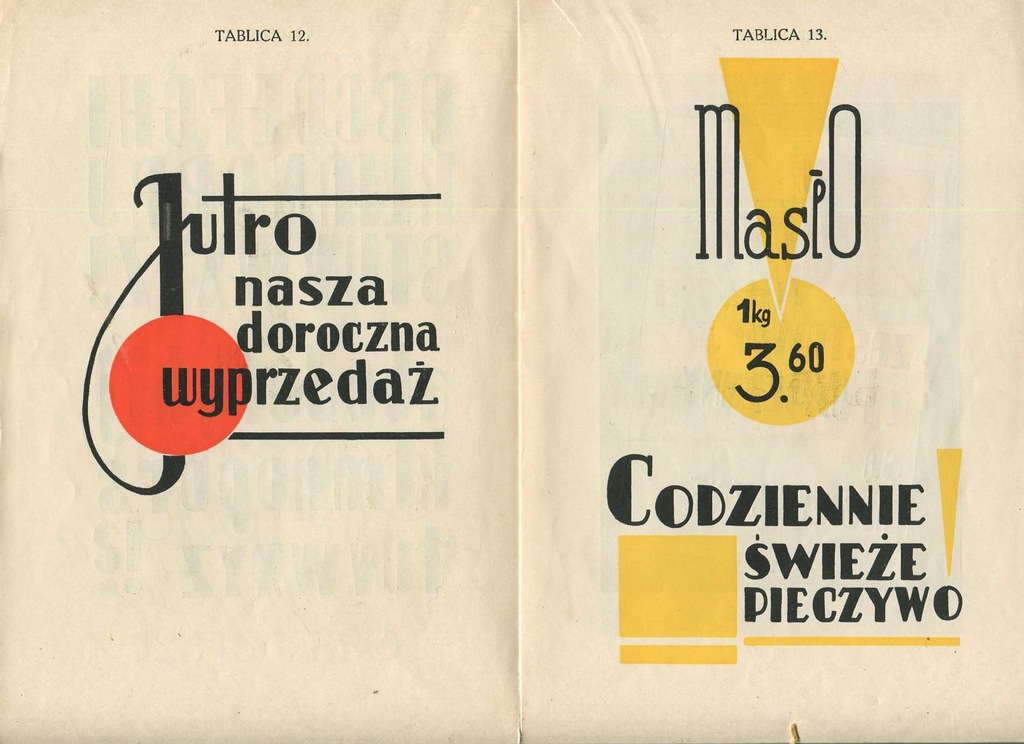 TABLICA 12.
Jutro
nasza
doroczna
wyprzedaż
TABLICA 13.
Masło
1kg
3.60
CODZIENNIE
ŚWIEŻE
PIECZYWO